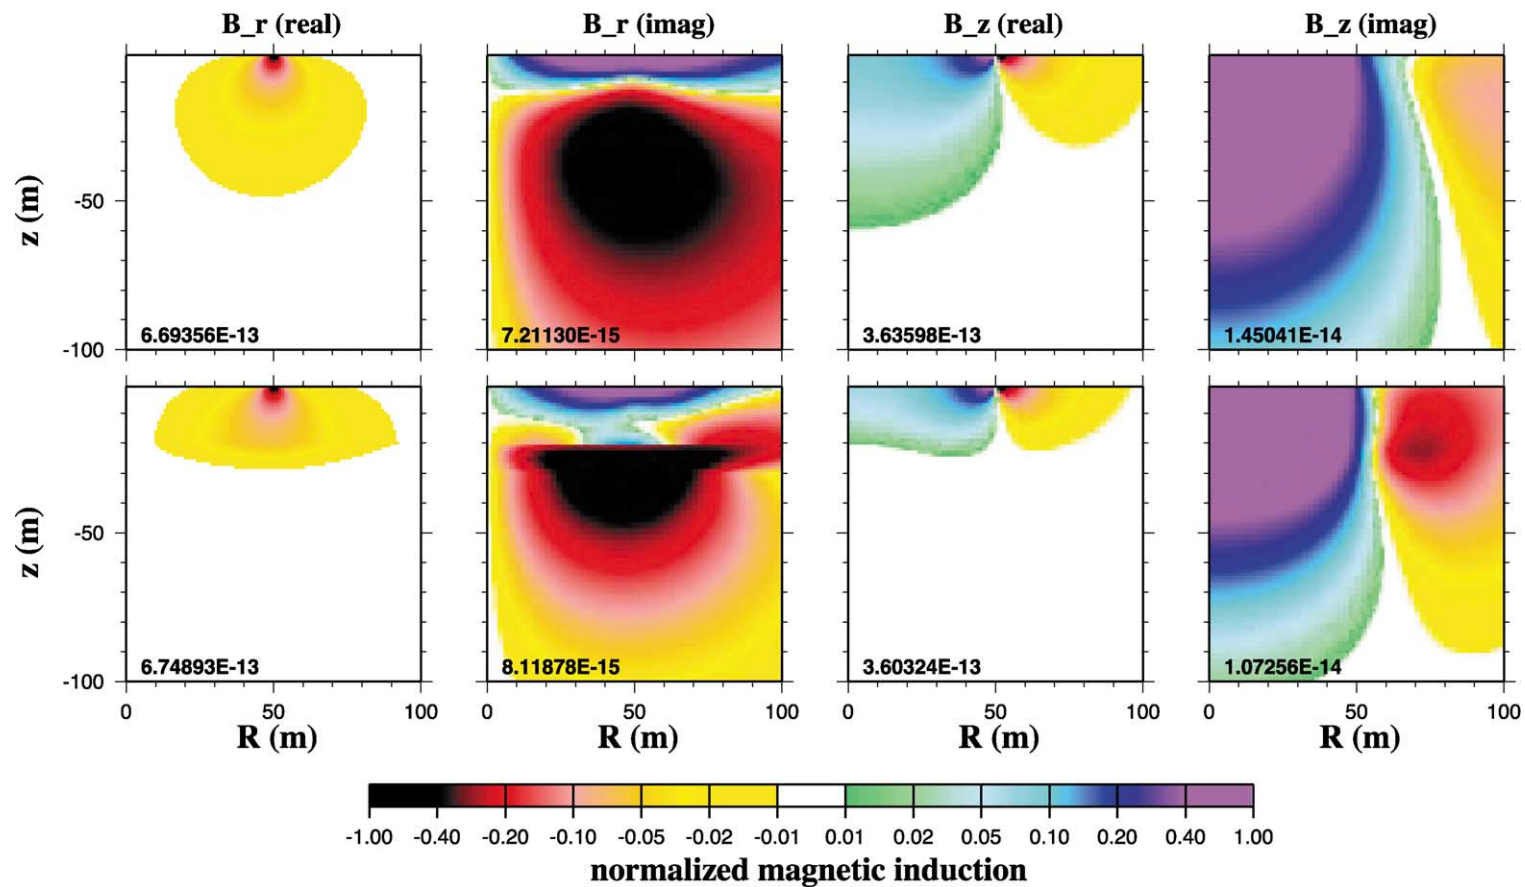 B_r (real) B_r (imag) B_z (real) B_z (imag)
z (m)
-50
-100
6.69356E-13 7.21130E-15 3.63598E-13 1.45041E-14
z (m)
-50
-100
6.74893E-13 8.11878E-15 3.60324E-13 1.07256E-14
0 50 100 0 50 100 0 50 100 0 50 100
R (m) R (m) R (m) R (m)
-1.00 -0.40 -0.20 -0.10 -0.05 -0.02 -0.01 0.01 0.02 0.05 0.10 0.20 0.40 1.00
normalized magnetic induction